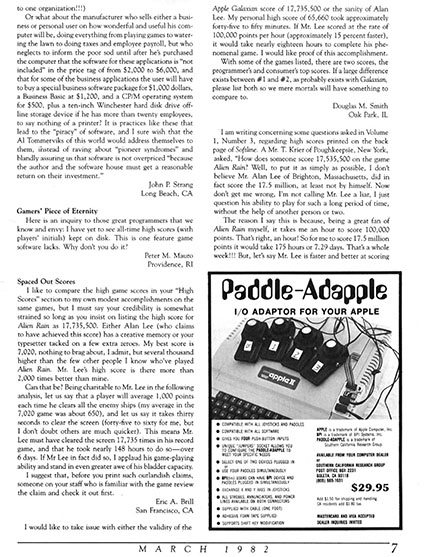 to one organization!!!)
Or what about the manufacturer who sells either a busi-
ness or personal user on how wonderful and useful his com-
puter will be, doing everything from playing games to water-
ing the lawn to doing taxes and employee payroll, but who
neglects to inform the poor sod until after he's purchased
the computer that the software for these applications is "not
included" in the price tag of from $2,000 to $6,000, and
that for some of the business applications the user will have
to buy a special business software package for $1,000 dollars,
a Business Basic at $1,200, and a CP/M operating system
for $500, plus a ten-inch Winchester hard disk drive off-
line storage device if he has more than twenty employees,
to say nothing of a printer? It is practices like these that
lead to the "piracy" of software, and I sure wish that the
Al Tommerviks of this world would address themselves to
them, instead of raving about "pioneer syndromes" and
blandly assuring us that software is not overpriced "because
the author and the software house must get a reasonable
return on their investment."
John P. Strang
Long Beach, CA
Gamers' Piece of Eternity
Here is an inquiry to those great programmers that we
know and envy: I have yet to see all-time high scores (with
players' initials) kept on disk. This is one feature game
software lacks. Why don't you do it?
Peter M. Mauro
Providence, RI
Spaced Out Scores
I like to compare the high game scores in your "High
Scores" section to my own modest accomplishments on the
same games, but I must say your credibility is somewhat
strained so long as you insist on listing the high score for
Alien Rain as 17,735,500. Either Alan Lee (who claims
to have achieved this score) has a creative memory or your
typesetter tacked on a few extra zeroes. My best score is
7,020, nothing to brag about, I admit, but several thousand
higher than the few other people I know who've played
Alien Rain. Mr. Lee's high score is there more than
2,000 times better than mine.
Can that be? Being charitable to Mr. Lee in the following
analysis, let us say that a player will average 1,000 points
each time he clears all the enemy ships (my average in the
7,020 game was about 650), and let us say it takes thirty
seconds to clear the screen (forty-five to sixty for me, but
I don't doubt others are much quicker). This means Mr.
Lee must have cleared the screen 17,735 times in his record
game, and that he took nearly 148 hours to do so—over
6 days. If Mr. Lee in fact did so, I applaud his game-playing
ability and stand in even greater awe of his bladder capacity.
I suggest that, before you print such outlandish claims,
someone on your staff who is familiar with the game review
the claim and check it out first.
Eric A. Brill
San Francisco, CA
I would like to take issue with either the validity of the
Apple Galaxian score of 17,735,500 or the sanity of Alan
Lee. My personal high score of 65,660 took approximately
forty-five to fifty minutes. If Mr. Lee scored at the rate of
100,000 points per hour (approximately 15 percent faster),
it would take nearly eighteen hours to complete his phe-
nomenal game. I would like proof of this accomplishment.
With some of the games listed, there are two scores, the
programmer's and consumer's top scores. If a large difference
exists between #1 and #2, as probably exists with Galaxian,
please list both so we mere mortals will have something to
compare to.
Douglas M. Smith
Oak Park, IL
I am writing concerning some questions asked in Volume
1, Number 3, regarding high scores printed on the back
page of Softline. A Mr. T. Krier of Poughkeepsie, New York,
asked, "How does someone score 17,535,500 on the game
Alien Rain? Well, to put it as simply as possible, I don't
believe Mr. Alan Lee of Brighton, Massachusetts, did in
fact score the 17.5 million, at least not by himself. Now
don't get me wrong, I'm not calling Mr. Lee a liar, I just
question his ability to play for such a long period of time,
without the help of another person or two.
The reason I say this is because, being a great fan of
Alien Rain myself, it takes me an hour to score 100,000
points. That's right, an hour! So for me to score 17.5 million
points it would take 175 hours or 7.29 days. That's a whole
week!!! But, let's say Mr. Lee is faster and better at scoring
Paddle-Adapple
I/O ADAPTOR FOR YOUR APPLE
apple II
COMPATIBLE WITH ALL JOYSTICKS AND PADDLES
COMPATIBLE WITH ALL SOFTWARE
GIVES YOU FOUR PUSH-BUTTON INPUTS
UNIQUE "JUMPERS" SOCKET ALLOWS YOU
TO CONFIGURE THE PADDLE-ADAPPLE TO
MEET YOUR SPECIFIC NEEDS
SELECT ONE OF TWO DEVICES PLUGGED IN
OR
USE FOUR PADDLES SIMULTANEOUSLY
PADDLES PLUGGED IN SIMULTANEOUSLY
EXCHANGE X AND Y AXES IN JOYSTICKS
ALL STROBES, ANNUNCIATORS, AND POWER
LINES AVAILABLE ON BOTH CONNECTORS
SUPPLIED WITH CABLE (ONE FOOT)
ADHESIVE FOAM TAPE SUPPLIED
SUPPORTS SHIFT KEY MODIFICATION
APPLE is a trademark of Apple Computer, Inc
PADDLE-ADAPPLE is a trademark of
Southern California Research Group
AVAILABLE FROM YOUR COMPUTER DEALER
OR
SOUTHERN CALIFORNIA RESEARCH GROUP
POST OFFICE BOX 2231
GOLETA, CA 93118
$29.95
Add $3.50 for shipping and handling
MASTERCARD AND VISA ACCEPTED
DEALER INQUIRIES INVITED
MARCH 1982
7